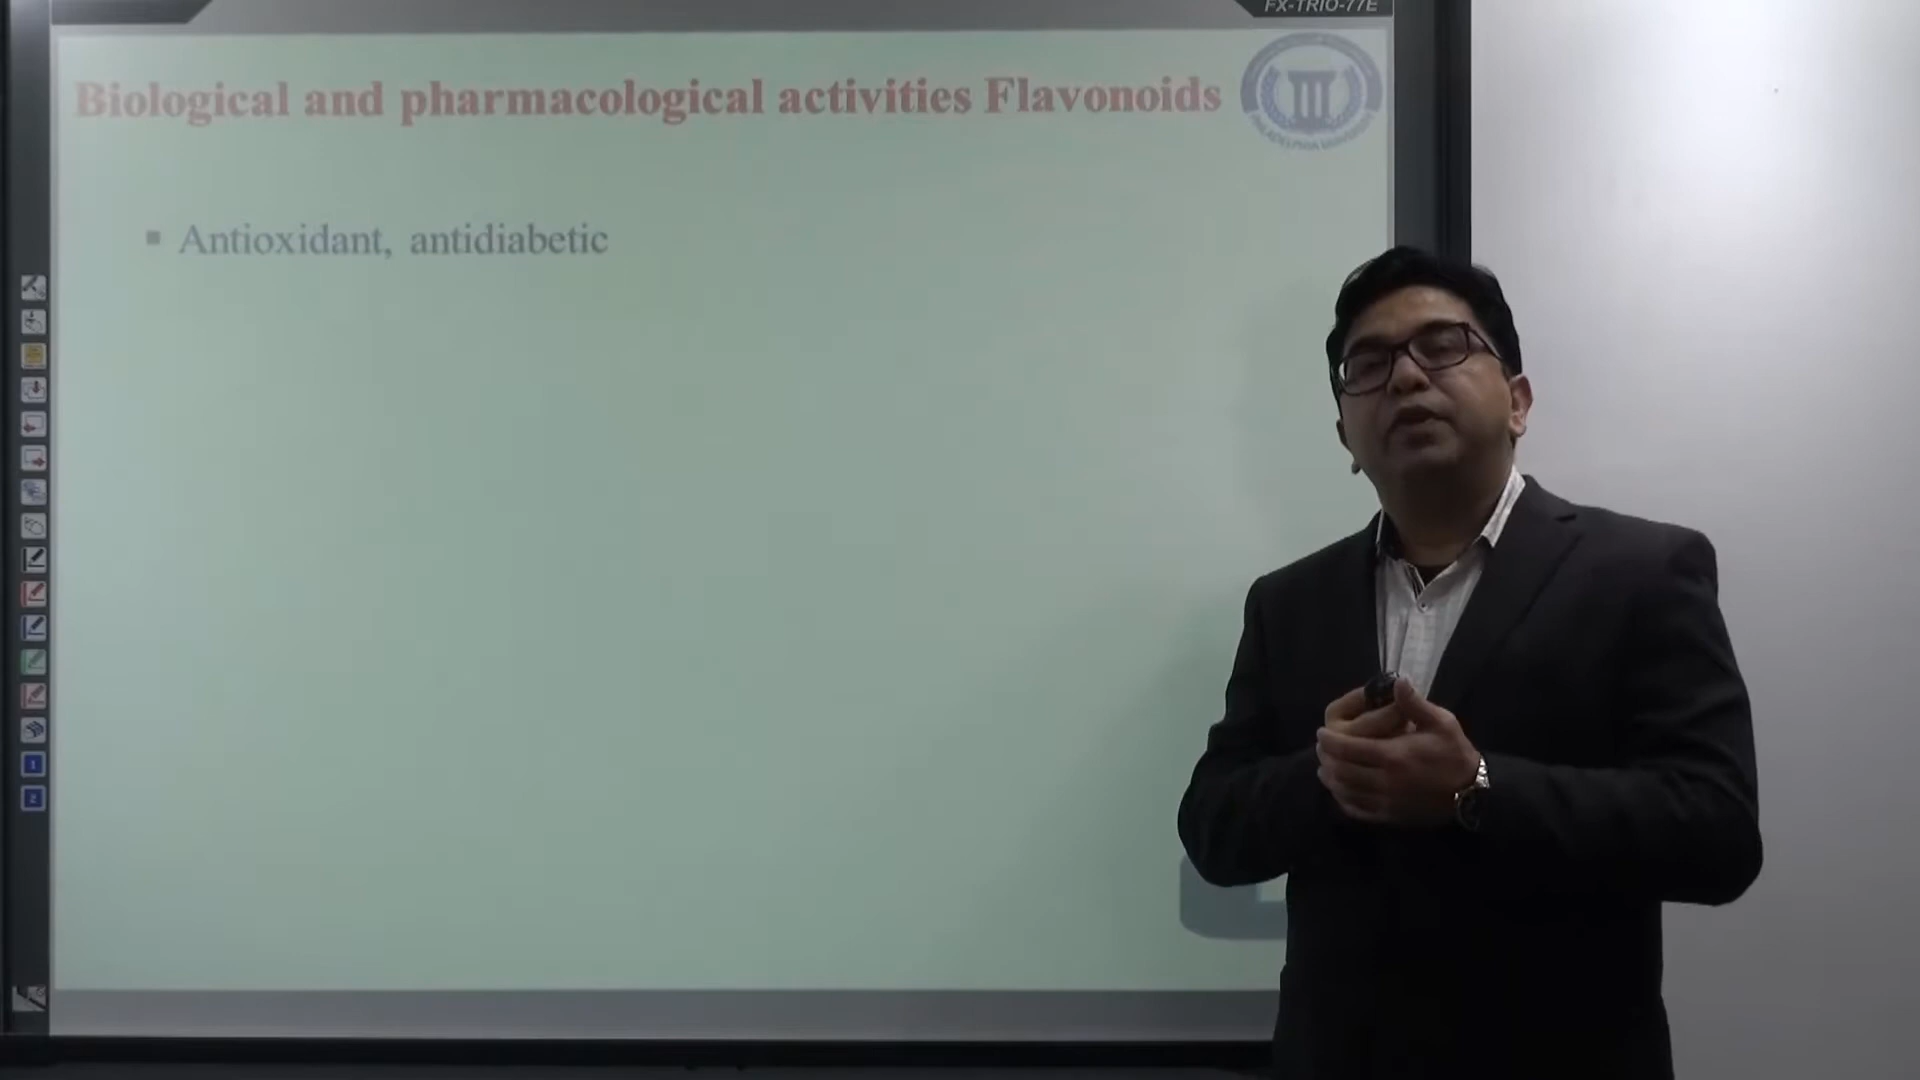 FX-TRIO-77E
Biological and pharmacological activities Flavonoids
▪ Antioxidant, antidiabetic
1
2